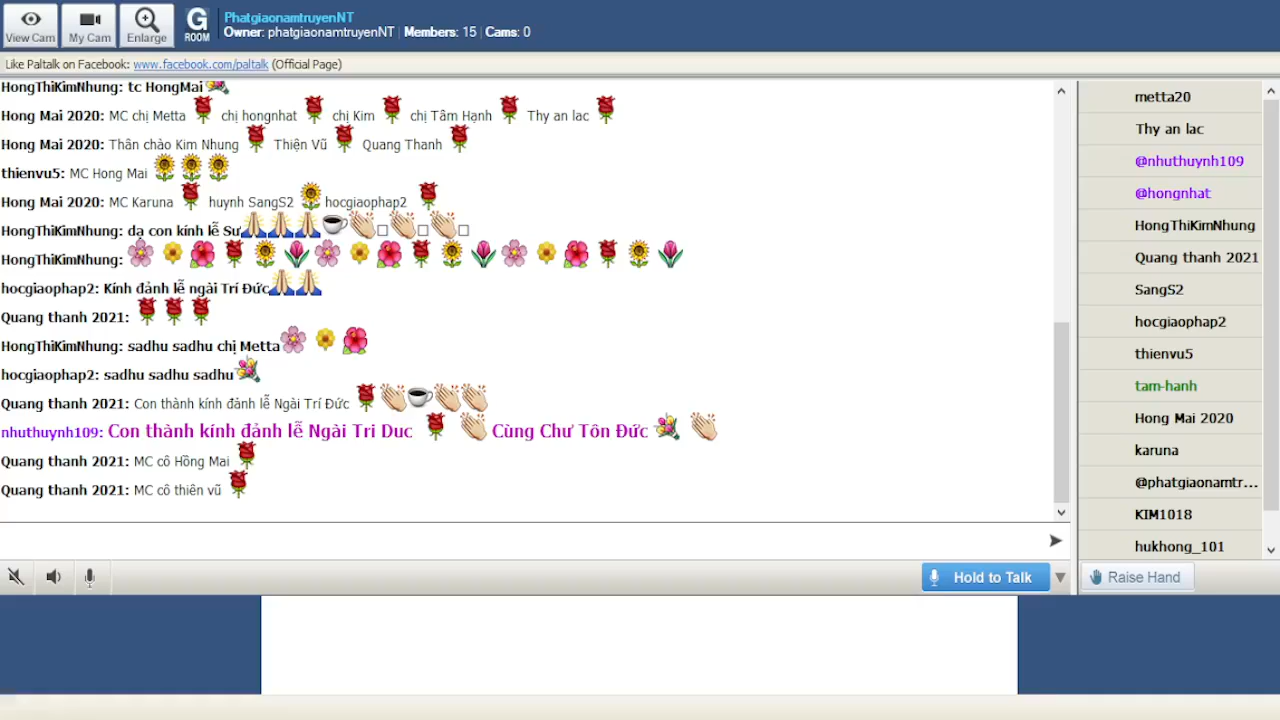 View Cam
My Cam
Enlarge
G
ROOM
PhatgiaonamtruyenNT
Owner: phatgiaonamtruyenNT | Members: 15 | Cams: 0
Like Paltalk on Facebook: www.facebook.com/paltalk (Official Page)
HongThiKimNhung: tc HongMai
Hong Mai 2020: MC chị Metta chị hongnhat chị Kim chị Tâm Hạnh Thy an lac
Hong Mai 2020: Thân chào Kim Nhung Thiện Vũ Quang Thanh
thienvu5: MC Hong Mai
Hong Mai 2020: MC Karuna huynh SangS2 hocgiaophap2
HongThiKimNhung: dạ con kính lễ Sư
HongThiKimNhung:
hocgiaophap2: Kính đảnh lễ ngài Trí Đức
Quang thanh 2021:
HongThiKimNhung: sadhu sadhu chị Metta
hocgiaophap2: sadhu sadhu sadhu
Quang thanh 2021: Con thành kính đảnh lễ Ngài Trí Đức
nhuthuynh109: Con thành kính đảnh lễ Ngài Tri Duc Cùng Chư Tôn Đức
Quang thanh 2021: MC cô Hồng Mai
Quang thanh 2021: MC cô thiên vũ
metta20
Thy an lac
@nhuthuynh109
@hongnhat
HongThiKimNhung
Quang thanh 2021
SangS2
hocgiaophap2
thienvu5
tam-hanh
Hong Mai 2020
karuna
@phatgiaonamtr...
KIM1018
hukhong_101
Hold to Talk
Raise Hand